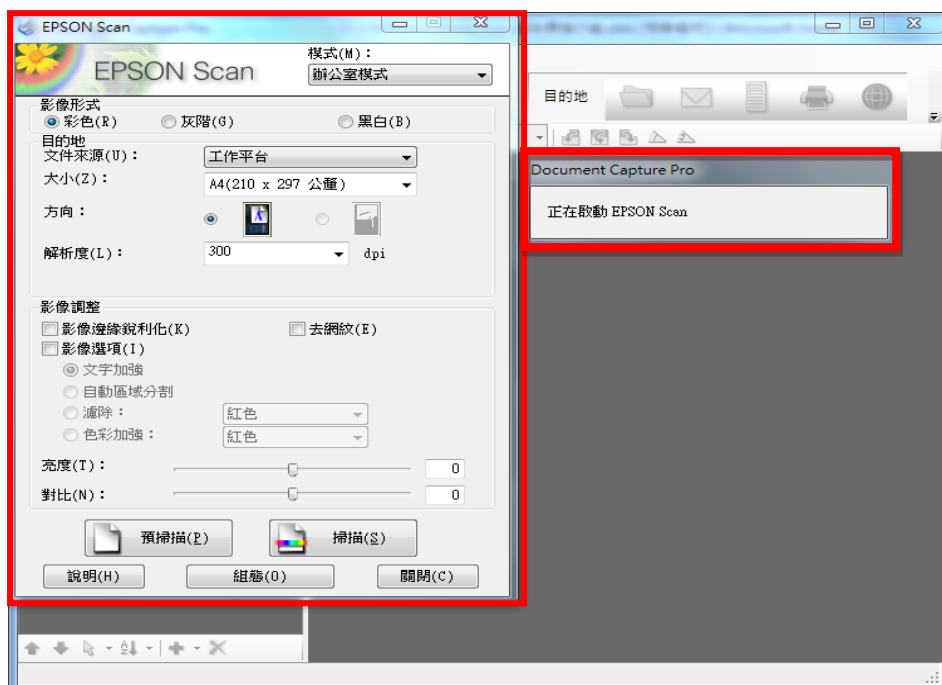 EPSON Scan
EPSON Scan
模式(M)：
辦公室模式
影像形式
彩色(R)
灰階(G)
黑白(B)
目的地
文件來源(U)：
工作平台
大小(Z)：
A4(210 x 297 公釐)
方向：
解析度(L)：
300
dpi
影像調整
影像邊緣銳利化(K)
去網紋(E)
影像選項(I)
文字加強
自動區域分割
濾除：
紅色
色彩加強：
紅色
亮度(T)：
0
對比(N)：
0
預掃描(P)
掃描(S)
說明(H)
組態(O)
關閉(C)
目的地
Document Capture Pro
正在啟動 EPSON Scan